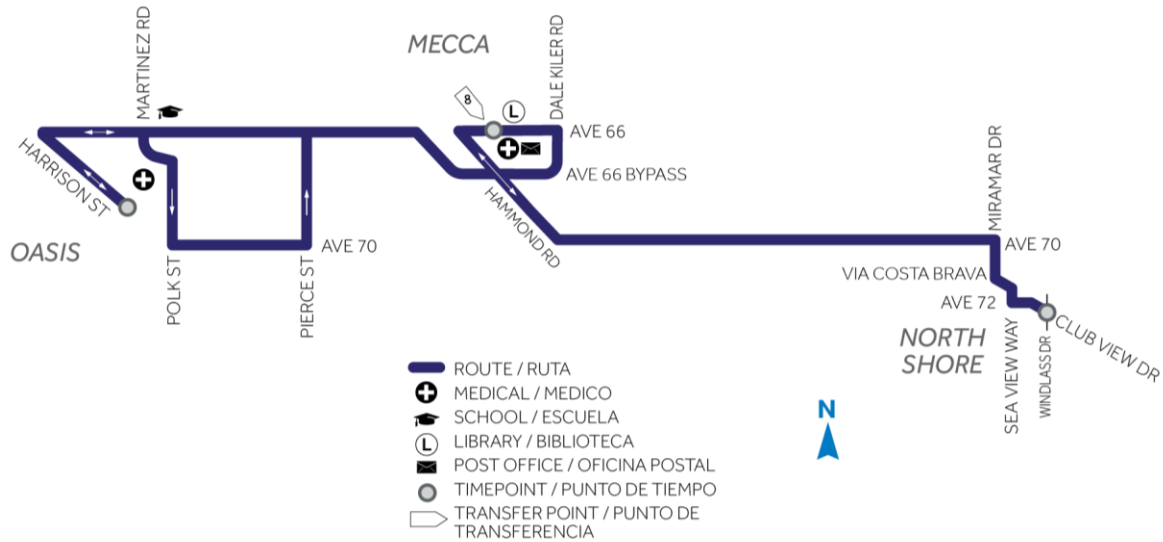 MECCA
MARTINEZ RD
DALE KILER RD
8
L
AVE 66
AVE 66 BYPASS
HARRISON ST
HAMMOND RD
MIRAMAR DR
OASIS
AVE 70
AVE 70
POLK ST
PIERCE ST
VIA COSTA BRAVA
AVE 72
NORTH
SHORE
SEA VIEW WAY
WINDLASS DR
CLUB VIEW DR
ROUTE / RUTA
MEDICAL / MEDICO
SCHOOL / ESCUELA
L
LIBRARY / BIBLIOTECA
POST OFFICE / OFICINA POSTAL
TIMEPOINT / PUNTO DE TIEMPO
TRANSFER POINT / PUNTO DE
TRANSFERENCIA
N